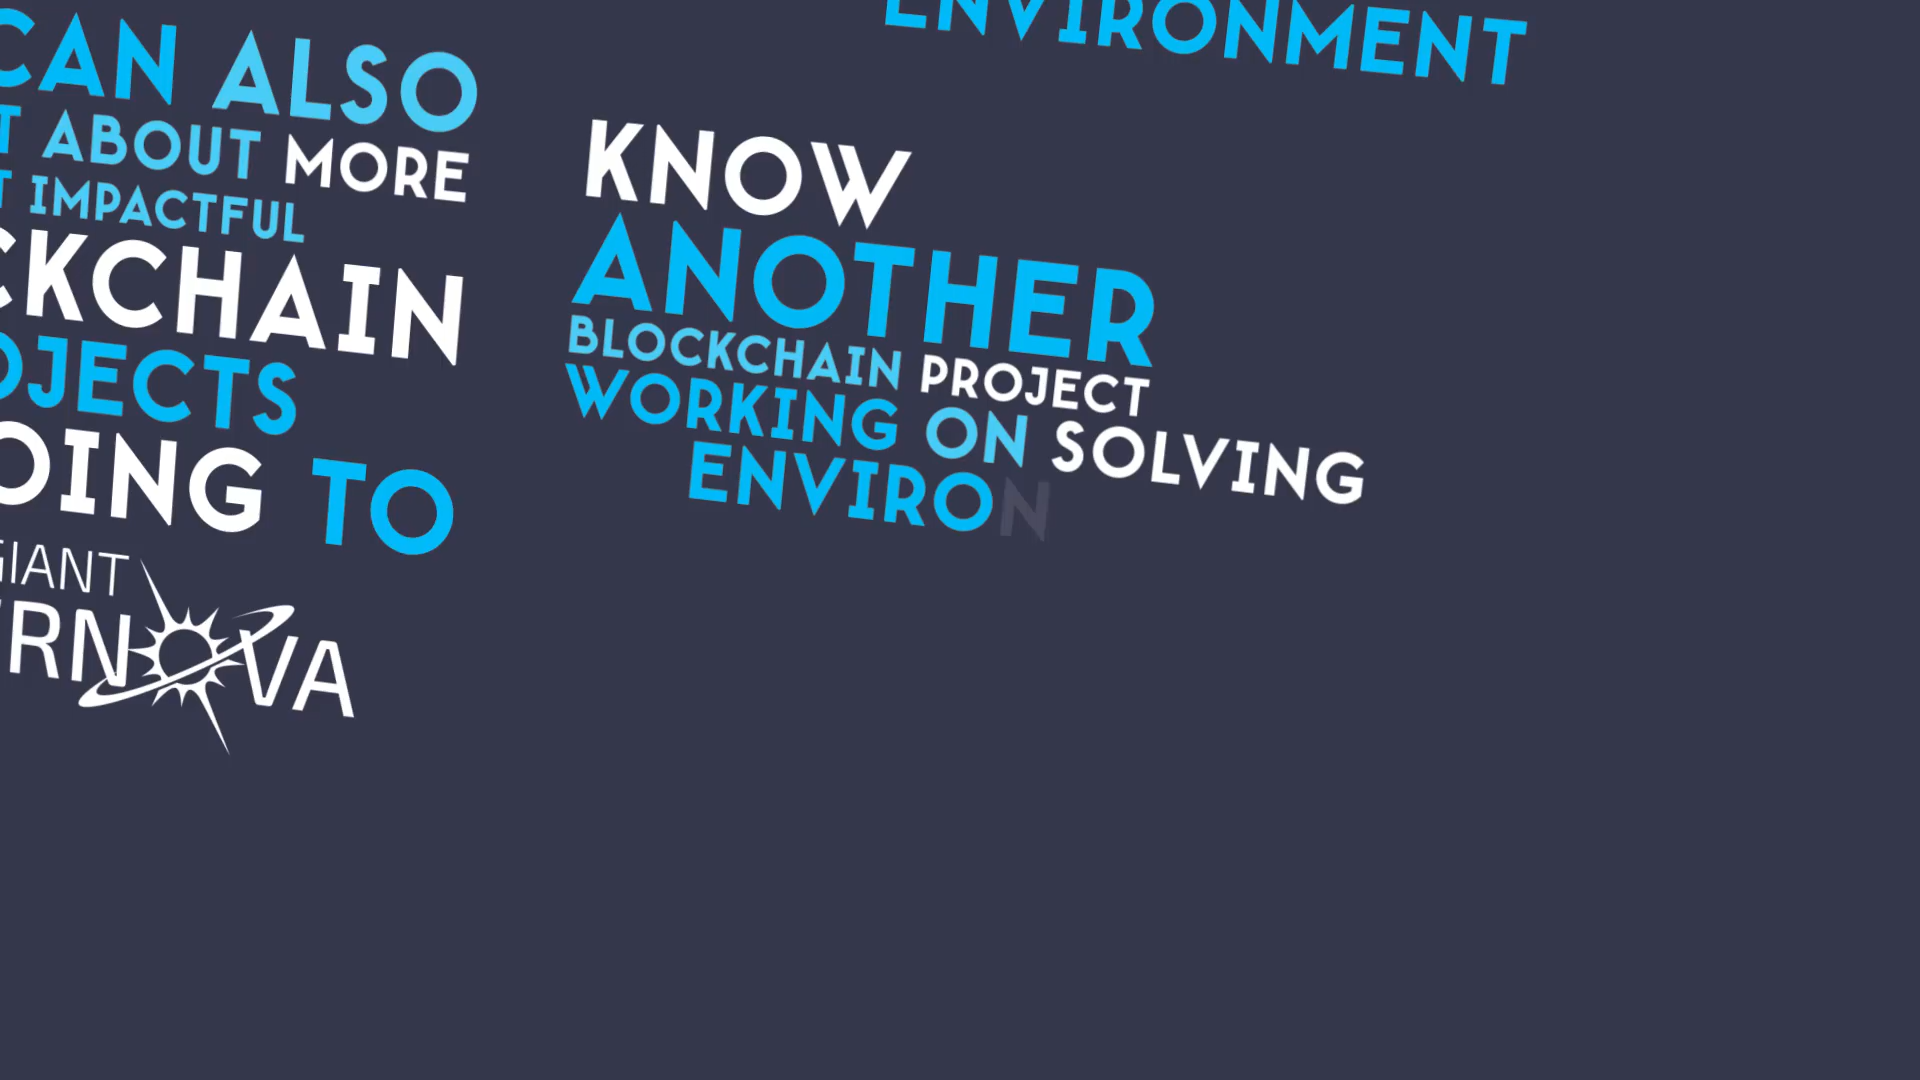 CAN ALSO
ABOUT MORE
IMPACTFUL
CKCHAIN
OJECTS
OING TO
GIANT
RNOVA
ENVIRONMENT
KNOW
ANOTHER
BLOCKCHAIN PROJECT
WORKING ON SOLVING
ENVIRON